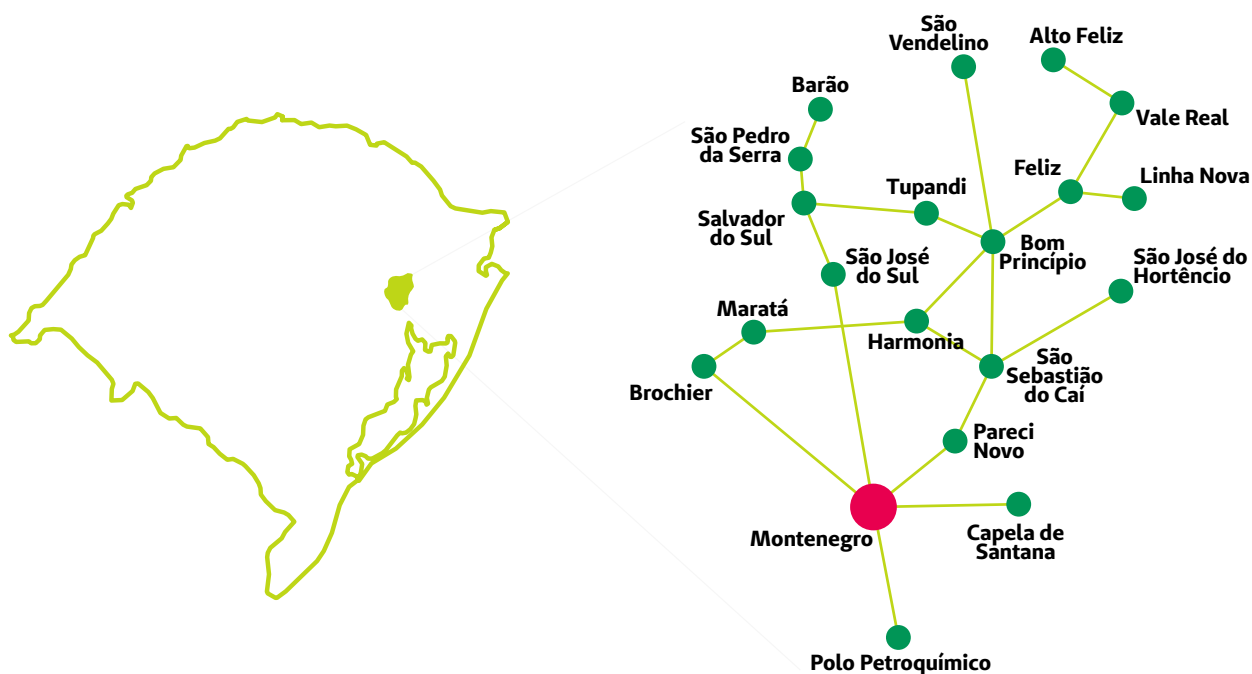 São
Vendelino
Alto Feliz
Barão
Vale Real
São Pedro
da Serra
Feliz
Linha Nova
Tupandi
Salvador
do Sul
Bom
Princípio
São José
do Sul
São José do
Hortêncio
Maratá
Harmonia
São
Sebastião
do Caí
Brochier
Pareci
Novo
Montenegro
Capela de
Santana
Polo Petroquímico